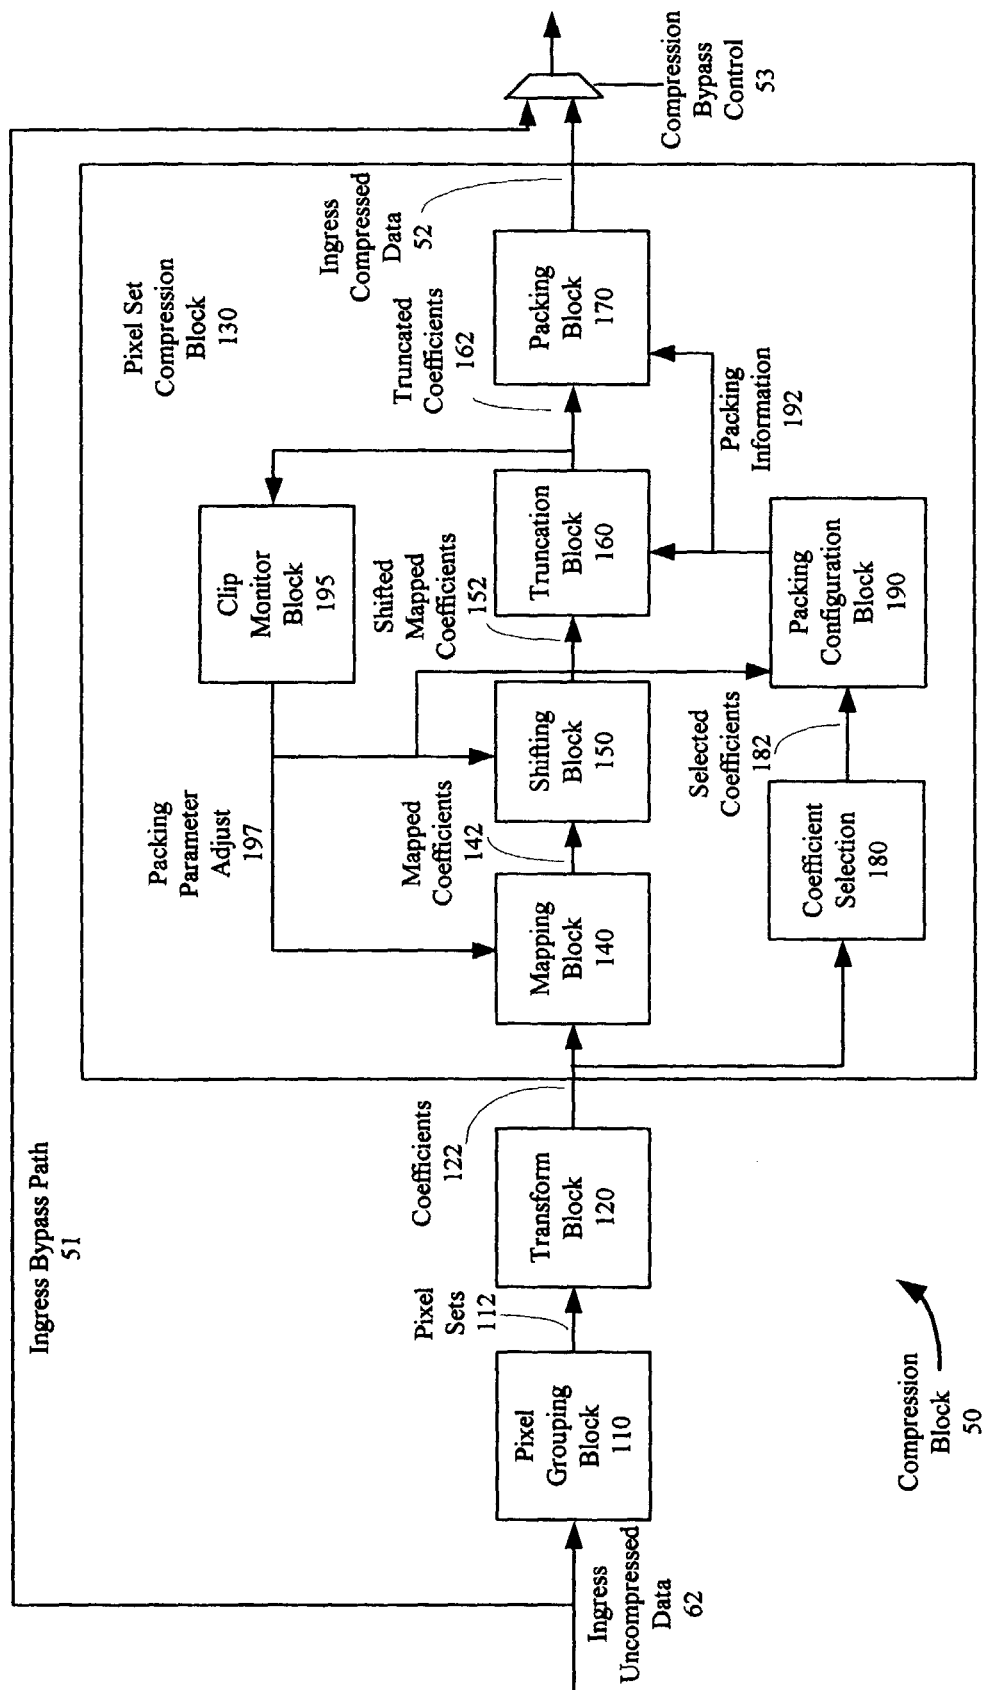 Ingress Bypass Path
51
Pixel Set
Compression
Block
130
Clip
Monitor
Block
195
Packing
Parameter
Adjust
197
Ingress
Uncompressed
Data
62
Pixel
Grouping
Block
110
Pixel
Sets
112
Transform
Block
120
Coefficients
122
Mapping
Block
140
Mapped
Coefficients
142
Shifting
Block
150
Shifted
Mapped
Coefficients
152
Truncation
Block
160
Truncated
Coefficients
162
Packing
Block
170
Ingress
Compressed
Data
52
Compression
Bypass
Control
53
Coefficient
Selection
180
Selected
Coefficients
182
Packing
Configuration
Block
190
Packing
Information
192
Compression
Block
50